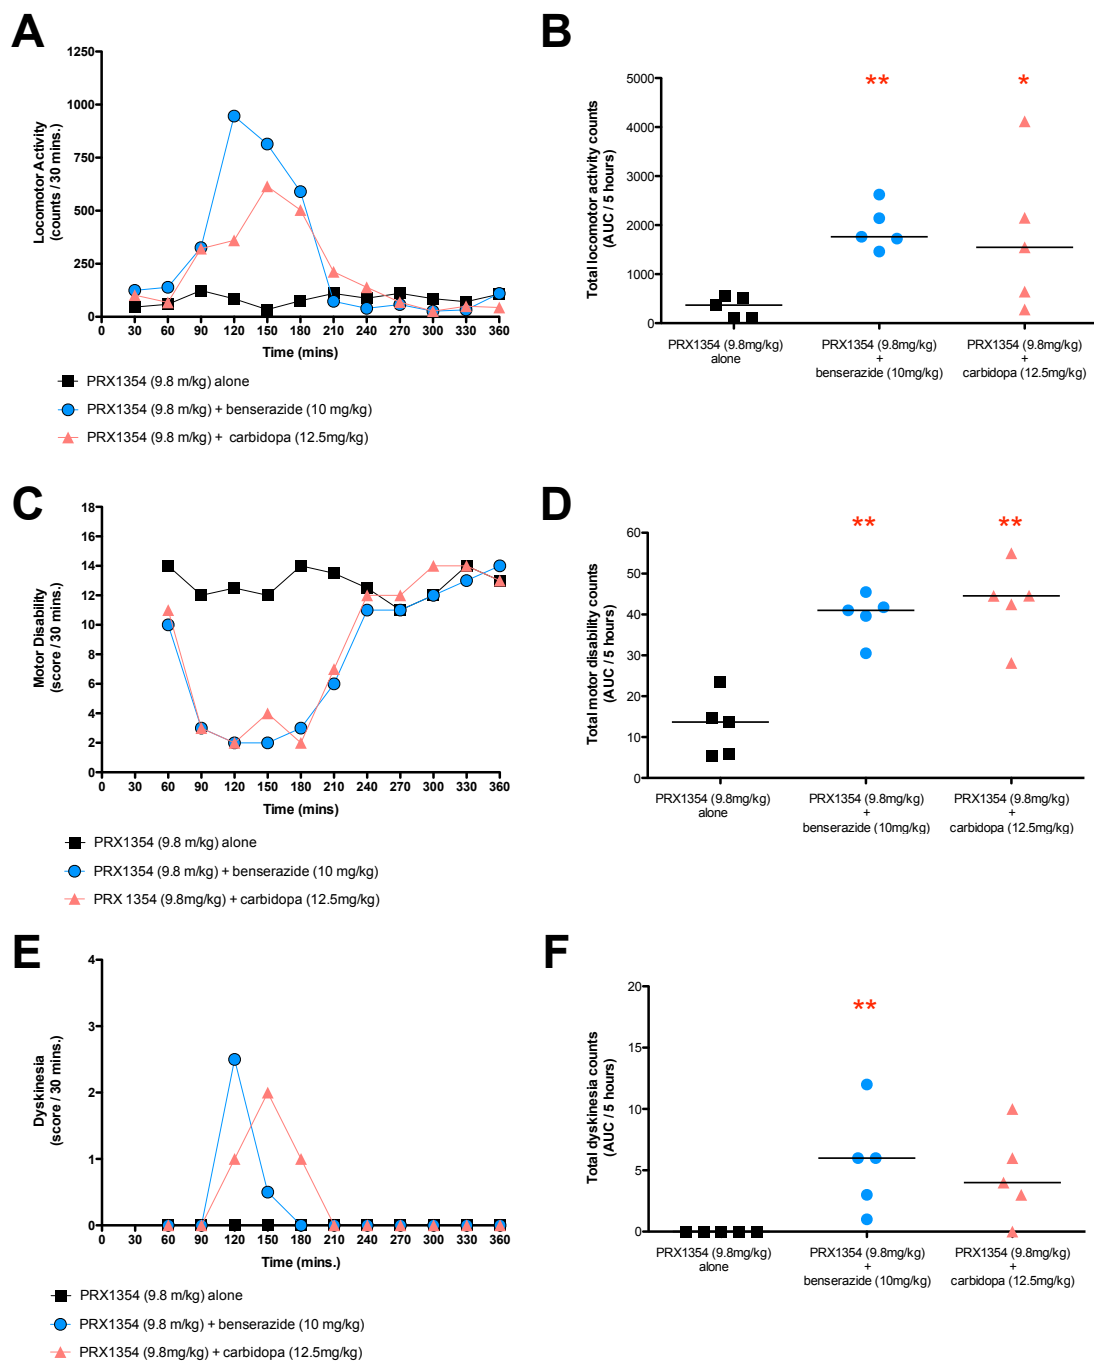 A
Locomotor Activity
(counts / 30 mins.)
1250
1000
750
500
250
0
0 30 60 90 120 150 180 210 240 270 300 330 360
Time (mins)
PRX1354 (9.8 m/kg) alone
PRX1354 (9.8 m/kg) + benserazide (10 mg/kg)
PRX1354 (9.8 m/kg) + carbidopa (12.5mg/kg)
B
Total locomotor activity counts
(AUC / 5 hours)
5000
4000
3000
2000
1000
0
** *
PRX1354 (9.8mg/kg)
alone
PRX1354 (9.8mg/kg)
+
benserazide (10mg/kg)
PRX1354 (9.8mg/kg)
+
carbidopa (12.5mg/kg)
C
Motor Disability
(score / 30 mins.)
18
16
14
12
10
8
6
4
2
0
0 30 60 90 120 150 180 210 240 270 300 330 360
Time (mins)
PRX1354 (9.8 m/kg) alone
PRX1354 (9.8 m/kg) + benserazide (10 mg/kg)
PRX 1354 (9.8mg/kg) + carbidopa (12.5mg/kg)
D
Total motor disability counts
(AUC / 5 hours)
60
50
40
30
20
10
0
** **
PRX1354 (9.8mg/kg)
alone
PRX1354 (9.8mg/kg)
+
benserazide (10mg/kg)
PRX1354 (9.8mg/kg)
+
carbidopa (12.5mg/kg)
E
Dyskinesia
(score / 30 mins.)
4
3
2
1
0
0 30 60 90 120 150 180 210 240 270 300 330 360
Time (mins.)
PRX1354 (9.8 m/kg) alone
PRX1354 (9.8 m/kg) + benserazide (10 mg/kg)
PRX1354 (9.8mg/kg) + carbidopa (12.5mg/kg)
F
Total dyskinesia counts
(AUC / 5 hours)
20
15
10
5
0
**
PRX1354 (9.8mg/kg)
alone
PRX1354 (9.8mg/kg)
+
benserazide (10mg/kg)
PRX1354 (9.8mg/kg)
+
carbidopa (12.5mg/kg)